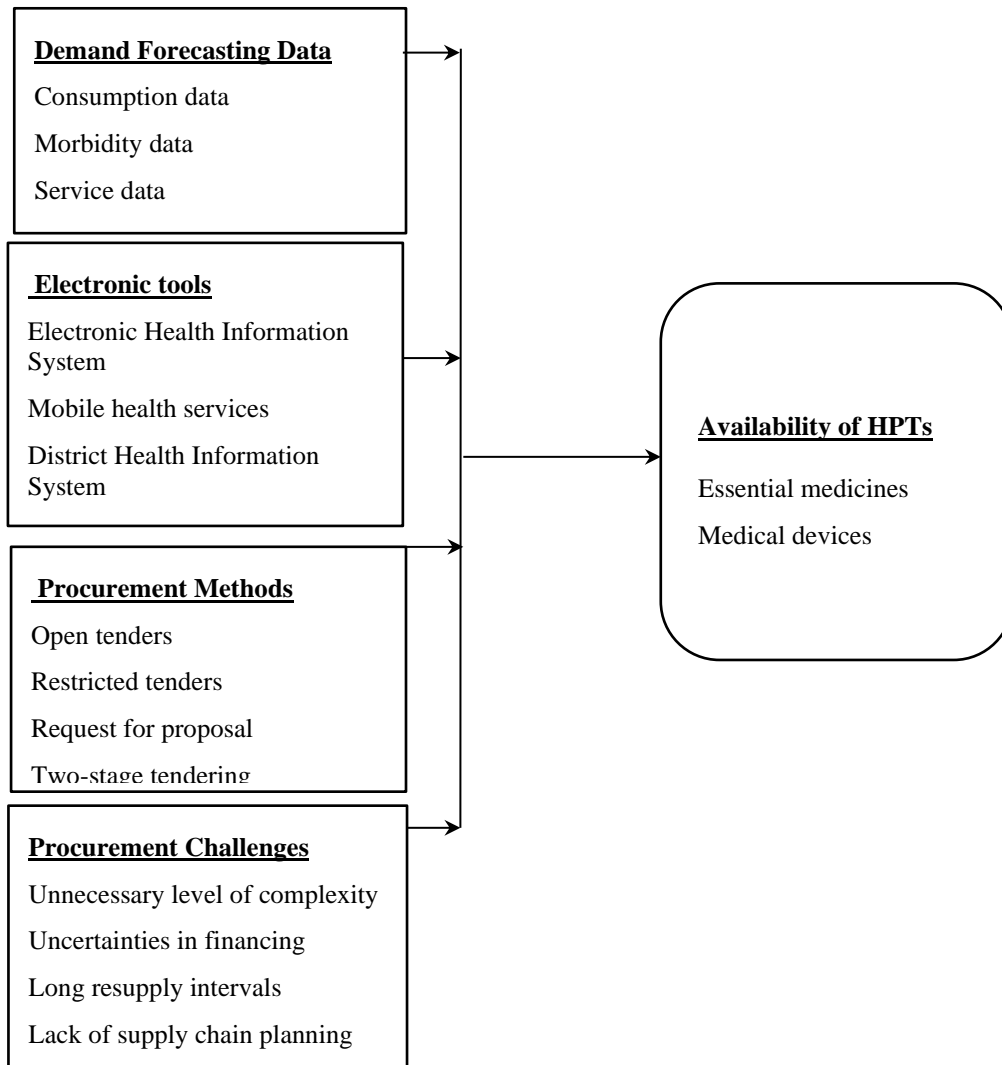 Demand Forecasting Data
Consumption data
Morbidity data
Service data
Electronic tools
Electronic Health Information
System
Mobile health services
District Health Information
System
Procurement Methods
Open tenders
Restricted tenders
Request for proposal
Two-stage tendering
Procurement Challenges
Unnecessary level of complexity
Uncertainties in financing
Long resupply intervals
Lack of supply chain planning
Availability of HPTs
Essential medicines
Medical devices